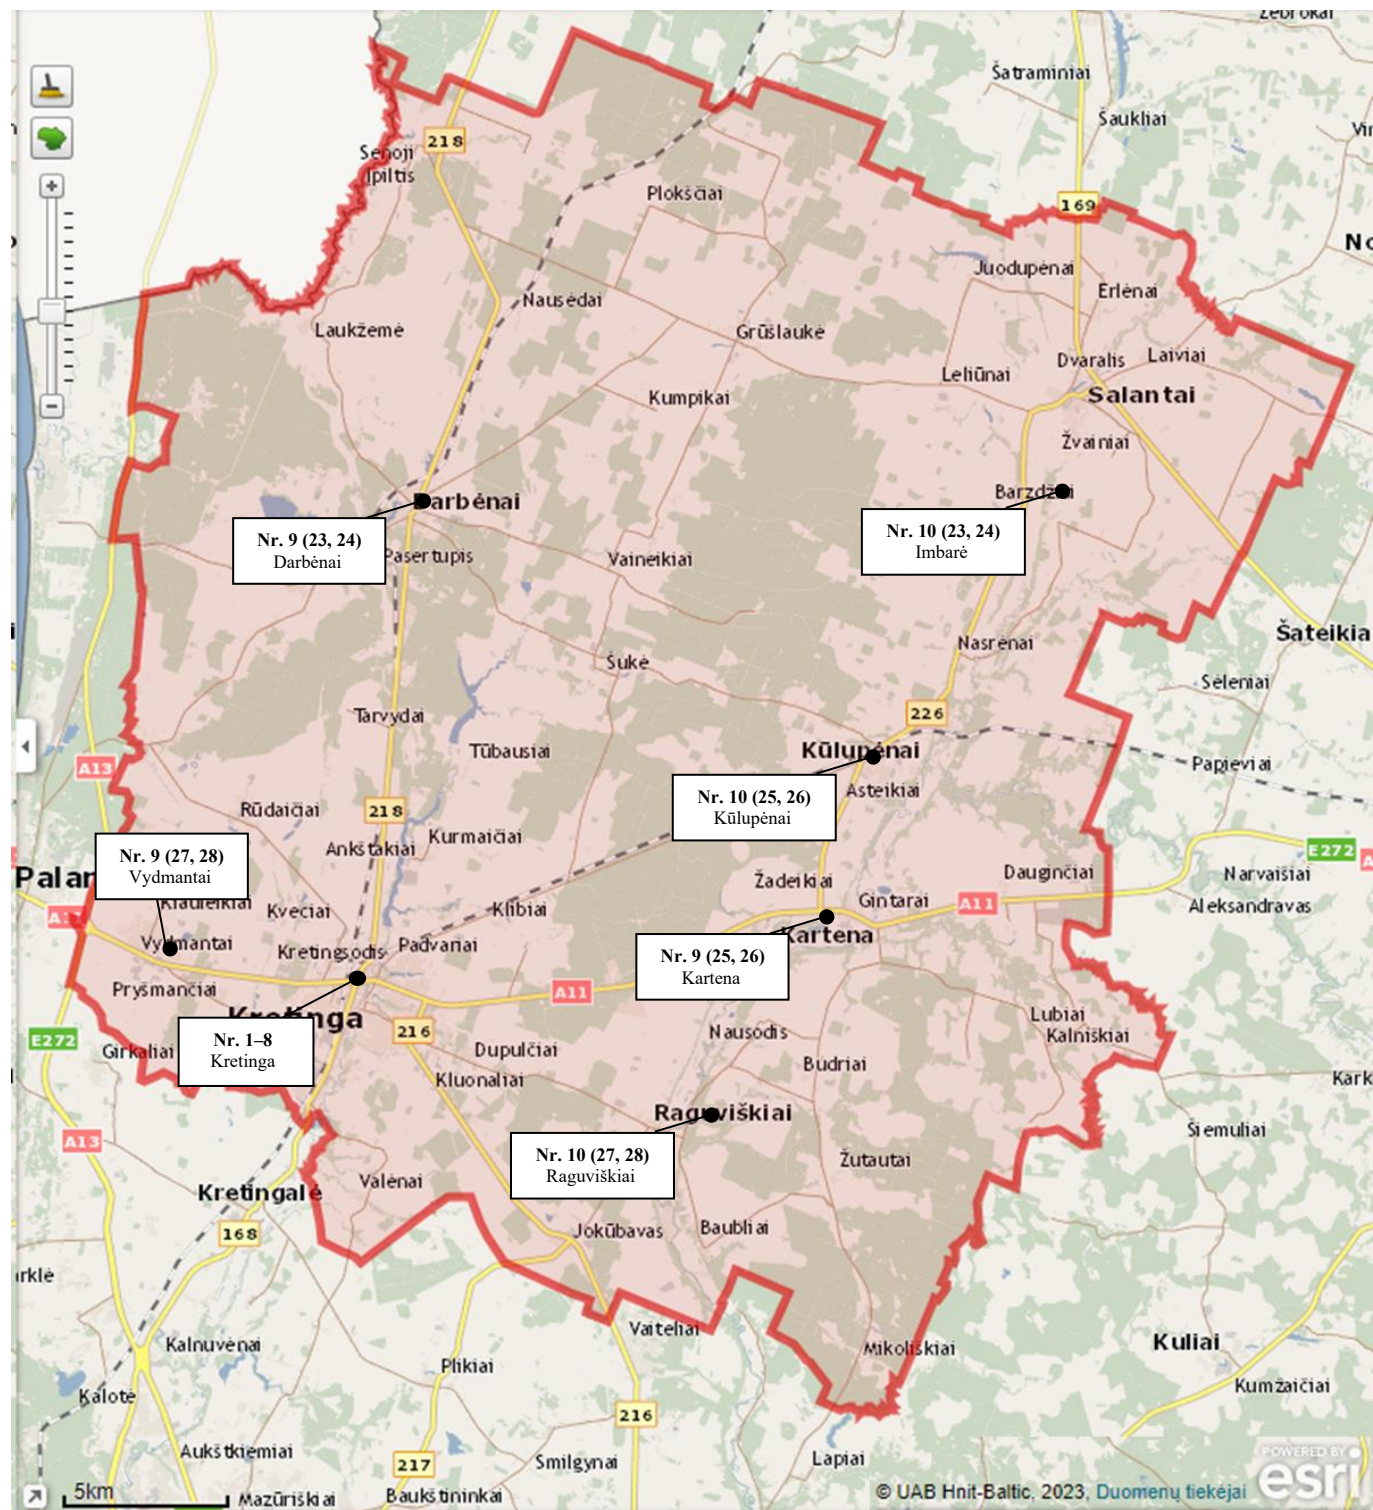 Žebrokai
Šatraminiai
Šaukliai
218
Senoji
Įpiltis
Plokščiai
169
Juodupėnai
Erlėnai
Nausėdai
Laukžemė
Grūšlaukė
Dvaralis
Laiviai
Leliūnai
Salantai
Kumpikai
Žvainiai
Darbėnai
Nr. 9 (23, 24)
Darbėnai
Nr. 10 (23, 24)
Imbarė
Pasertupis
Vaineikiai
Šateikiai
Nasrėnai
Šukė
Sėleniai
Tarvydai
226
Tūbausiai
Kūlupėnai
A13
Papieviai
Asteikiai
Nr. 10 (25, 26)
Kūlupėnai
Rūdaičiai
218
Kurmaičiai
Ankštakiai
E272
Nr. 9 (27, 28)
Vydmantai
Žadeikiai
Dauginčiai
Narvaišiai
Gintarai
A11
Aleksandravas
Kveciai
Klibiai
Kartena
Vydmantai
Kretingsodis
Padvariai
Nr. 9 (25, 26)
Kartena
Pryšmančiai
A11
Kretinga
216
Nausodis
Lubiai
Kalniškiai
E272
Girkaliai
Nr. 1–8
Kretinga
Dupulčiai
Budriai
Kluonaliai
Raguviškiai
A13
Šiemuliai
Nr. 10 (27, 28)
Raguviškiai
Žutautai
Valėnai
Kretingalė
168
Jokūbavas
Baubliai
Vaiteliai
Kalnuvėnai
Mikoliškiai
Kuliai
Plikiai
Kalotė
Kumžaičiai
216
Aukštkiemiai
217
Smilgynai
Lapiai
5km
Mazūriškiai
Baukštininkai
© UAB Hnit-Baltic, 2023, Duomenų tiekėjai
POWERED BY
esri